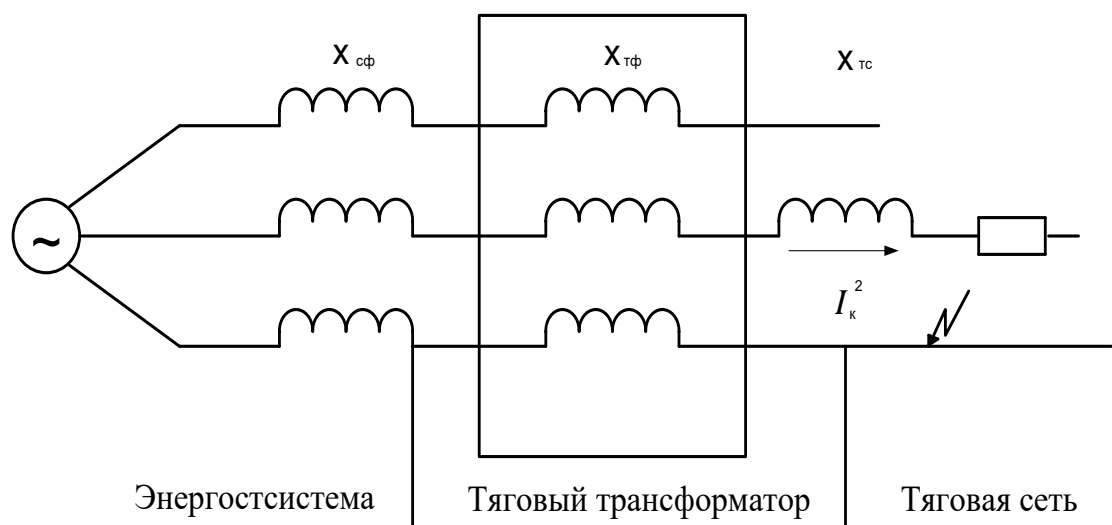 X сф
X тф
X тс
~
I к 2
Энергостсистема
Тяговый трансформатор
Тяговая сеть